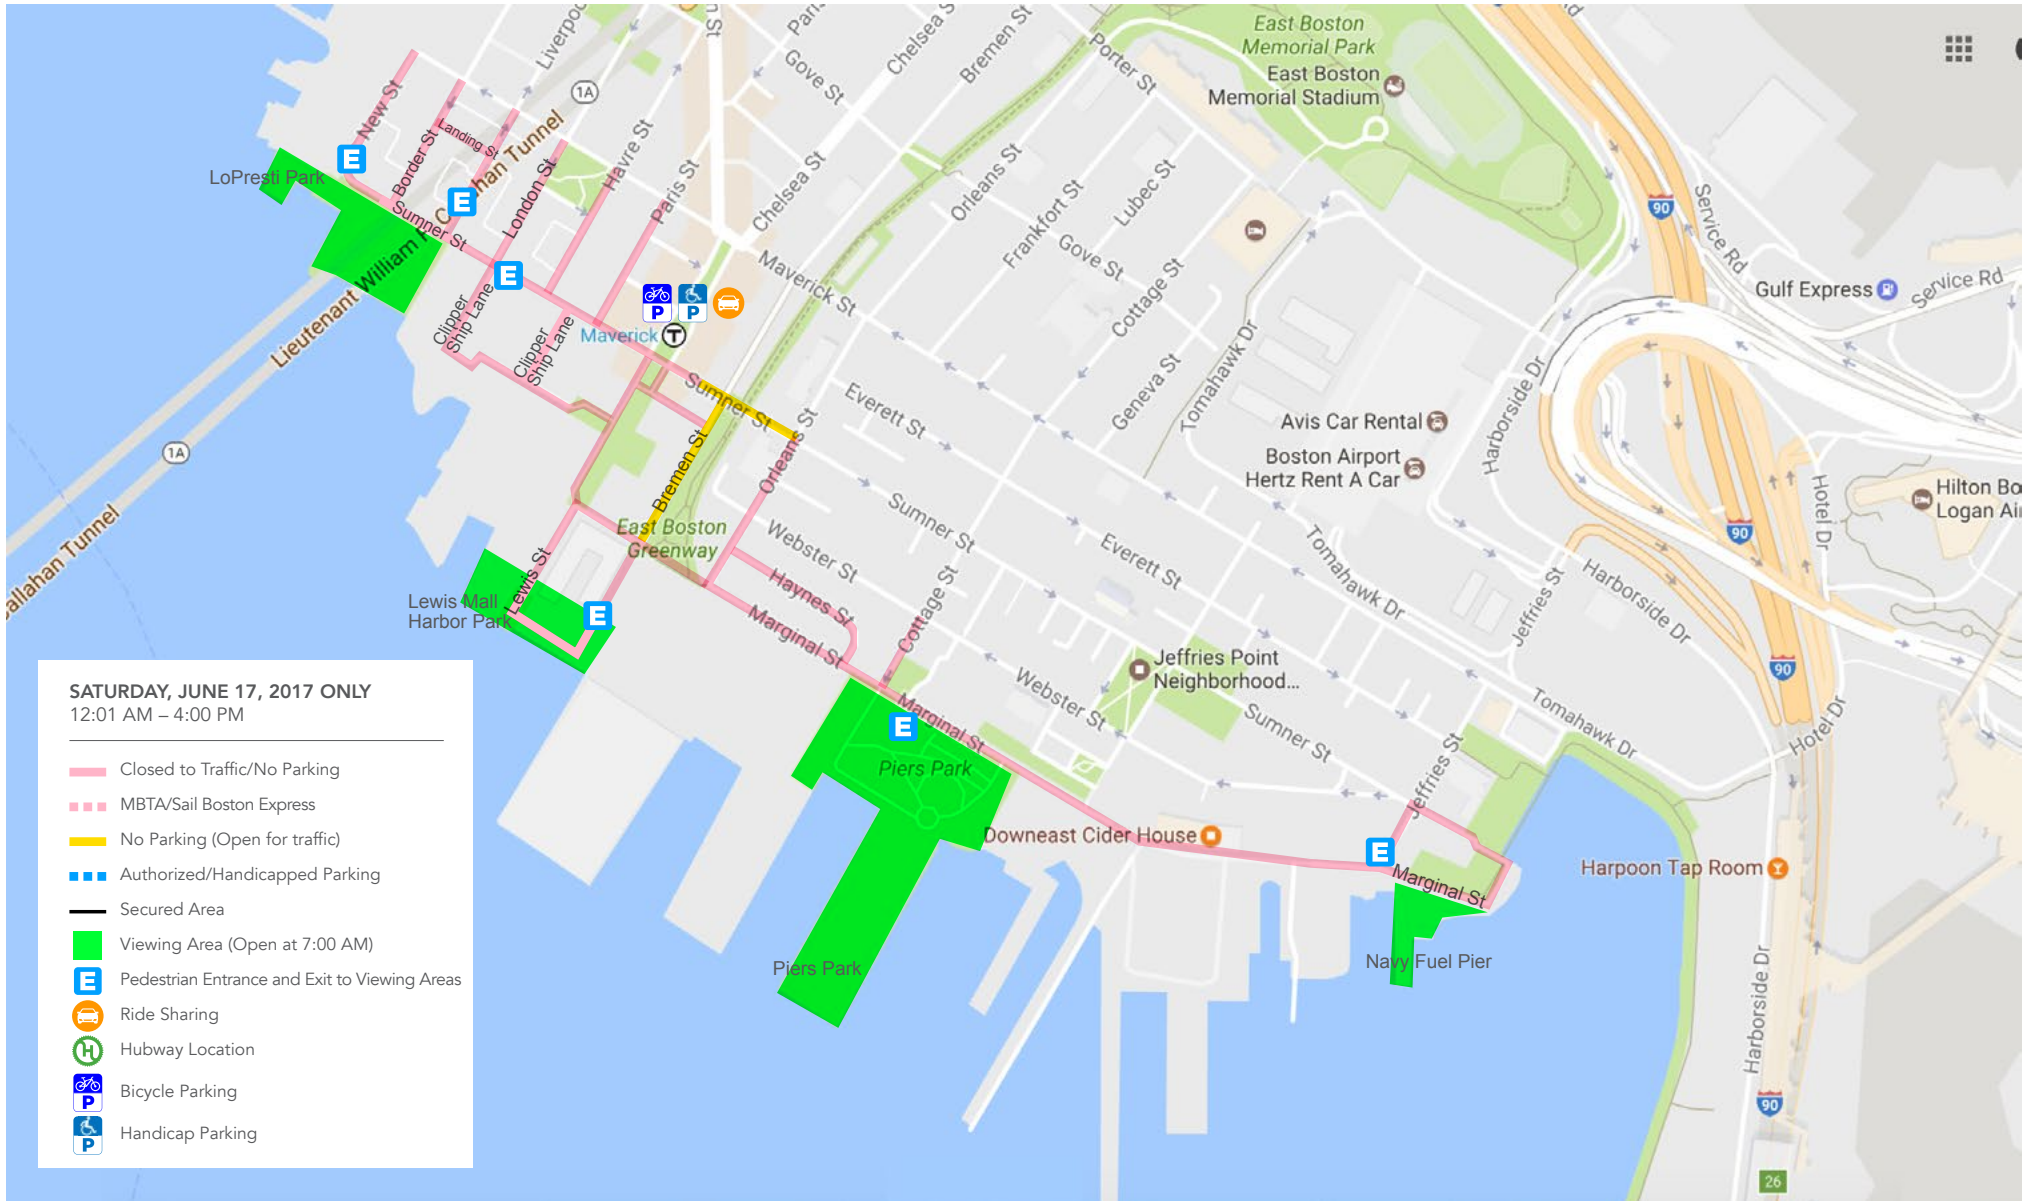 Liverpoo
Paris
Gove St
Chelsea S
Bremen St
Porter St
East Boston
Memorial Park
East Boston
Memorial Stadium
1A
New St
Landing St
Border St
Havre St
London St
Paris St
Chelsea St
Orleans St
Lubec St
Frankfort St
Gove St
Cottage St
LoPresti Park
E
E
Sumner St
E
Lieutenant William F C
han Tunnel
Maverick St
90
Service Rd
Gulf Express
Service Rd
Clipper
Ship Lane
Clipper
Ship Lane
P
P
Maverick
T
Sumner St
Everett St
Geneva St
Tomahawk Dr
Harborside Dr
Avis Car Rental
Boston Airport
Hertz Rent A Car
1A
allahan Tunnel
Bremen St
Orleans St
Hotel Dr
Hilton Bo
Logan Air
90
East Boston
Greenway
Webster St
Sumner St
Everett St
Tomahawk Dr
Harborside Dr
Jeffries St
Lewis St
Lewis Mall
Harbor Park
E
Haynes St
Cottage St
Marginal St
Jeffries Point
Neighborhood...
90
Webster St
Sumner St
Tomahawk Dr
Hotel Dr
E
Marginal St
Piers Park
Jeffries St
Downeast Cider House
E
Marginal St
Harpoon Tap Room
Piers Park
Navy Fuel Pier
Harborside Dr
90
26
SATURDAY, JUNE 17, 2017 ONLY
12:01 AM – 4:00 PM
Closed to Traffic/No Parking
MBTA/Sail Boston Express
No Parking (Open for traffic)
Authorized/Handicapped Parking
Secured Area
Viewing Area (Open at 7:00 AM)
E Pedestrian Entrance and Exit to Viewing Areas
Ride Sharing
H Hubway Location
P Bicycle Parking
P Handicap Parking